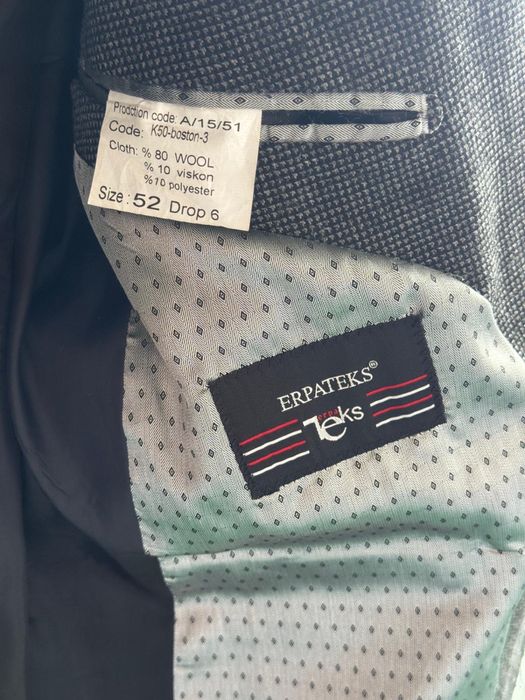 Prodction code: A/15/51
Code: K50-boston-3
Cloth: % 80 WOOL
% 10 viskon
%10 polyester
Size: 52 Drop 6
ERPATEKS®
erpa
Teks